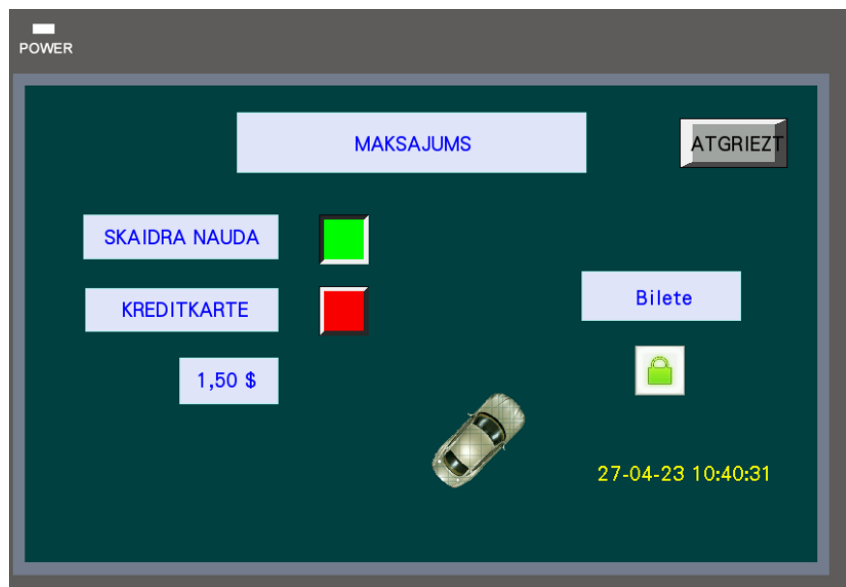 POWER
MAKSAJUMS
ATGRIEZT
SKAIDRA NAUDA
KREDITKARTE
Bilete
1,50 $
27-04-23 10:40:31